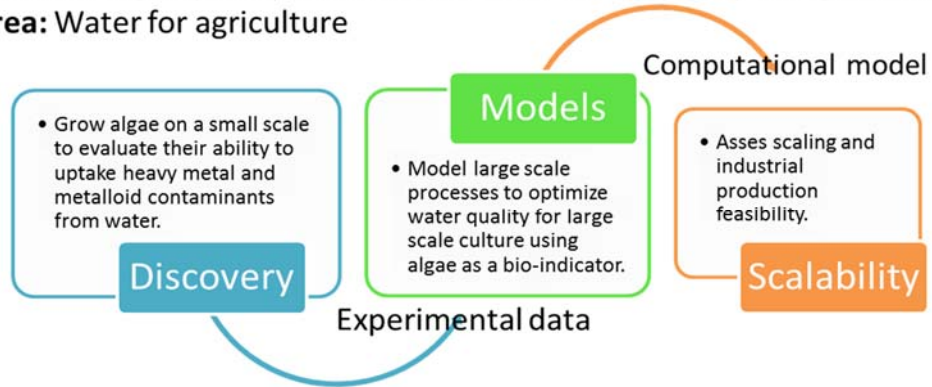 rea: Water for agriculture
Computational model
• Grow algae on a small scale
to evaluate their ability to
uptake heavy metal and
metalloid contaminants
from water.
Discovery
Models
• Model large scale
processes to optimize
water quality for large
scale culture using
algae as a bio-indicator.
Experimental data
• Asses scaling and
industrial
production
feasibility.
Scalability